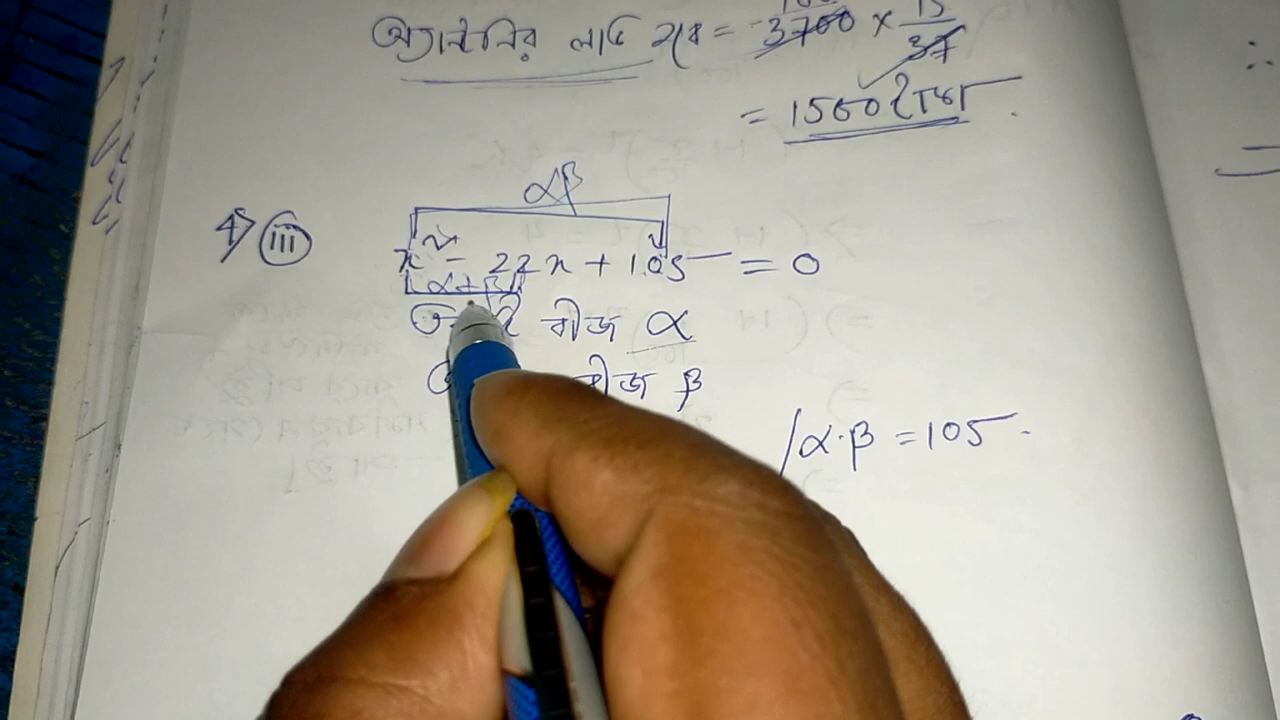 অ্যান্টনির লাভ হবে = 3700 × 15/37
= 1500 টাকা
αβ
4) iii x² - 22x + 105 = 0
α+β
বীজ α
বীজ β
α·β = 105